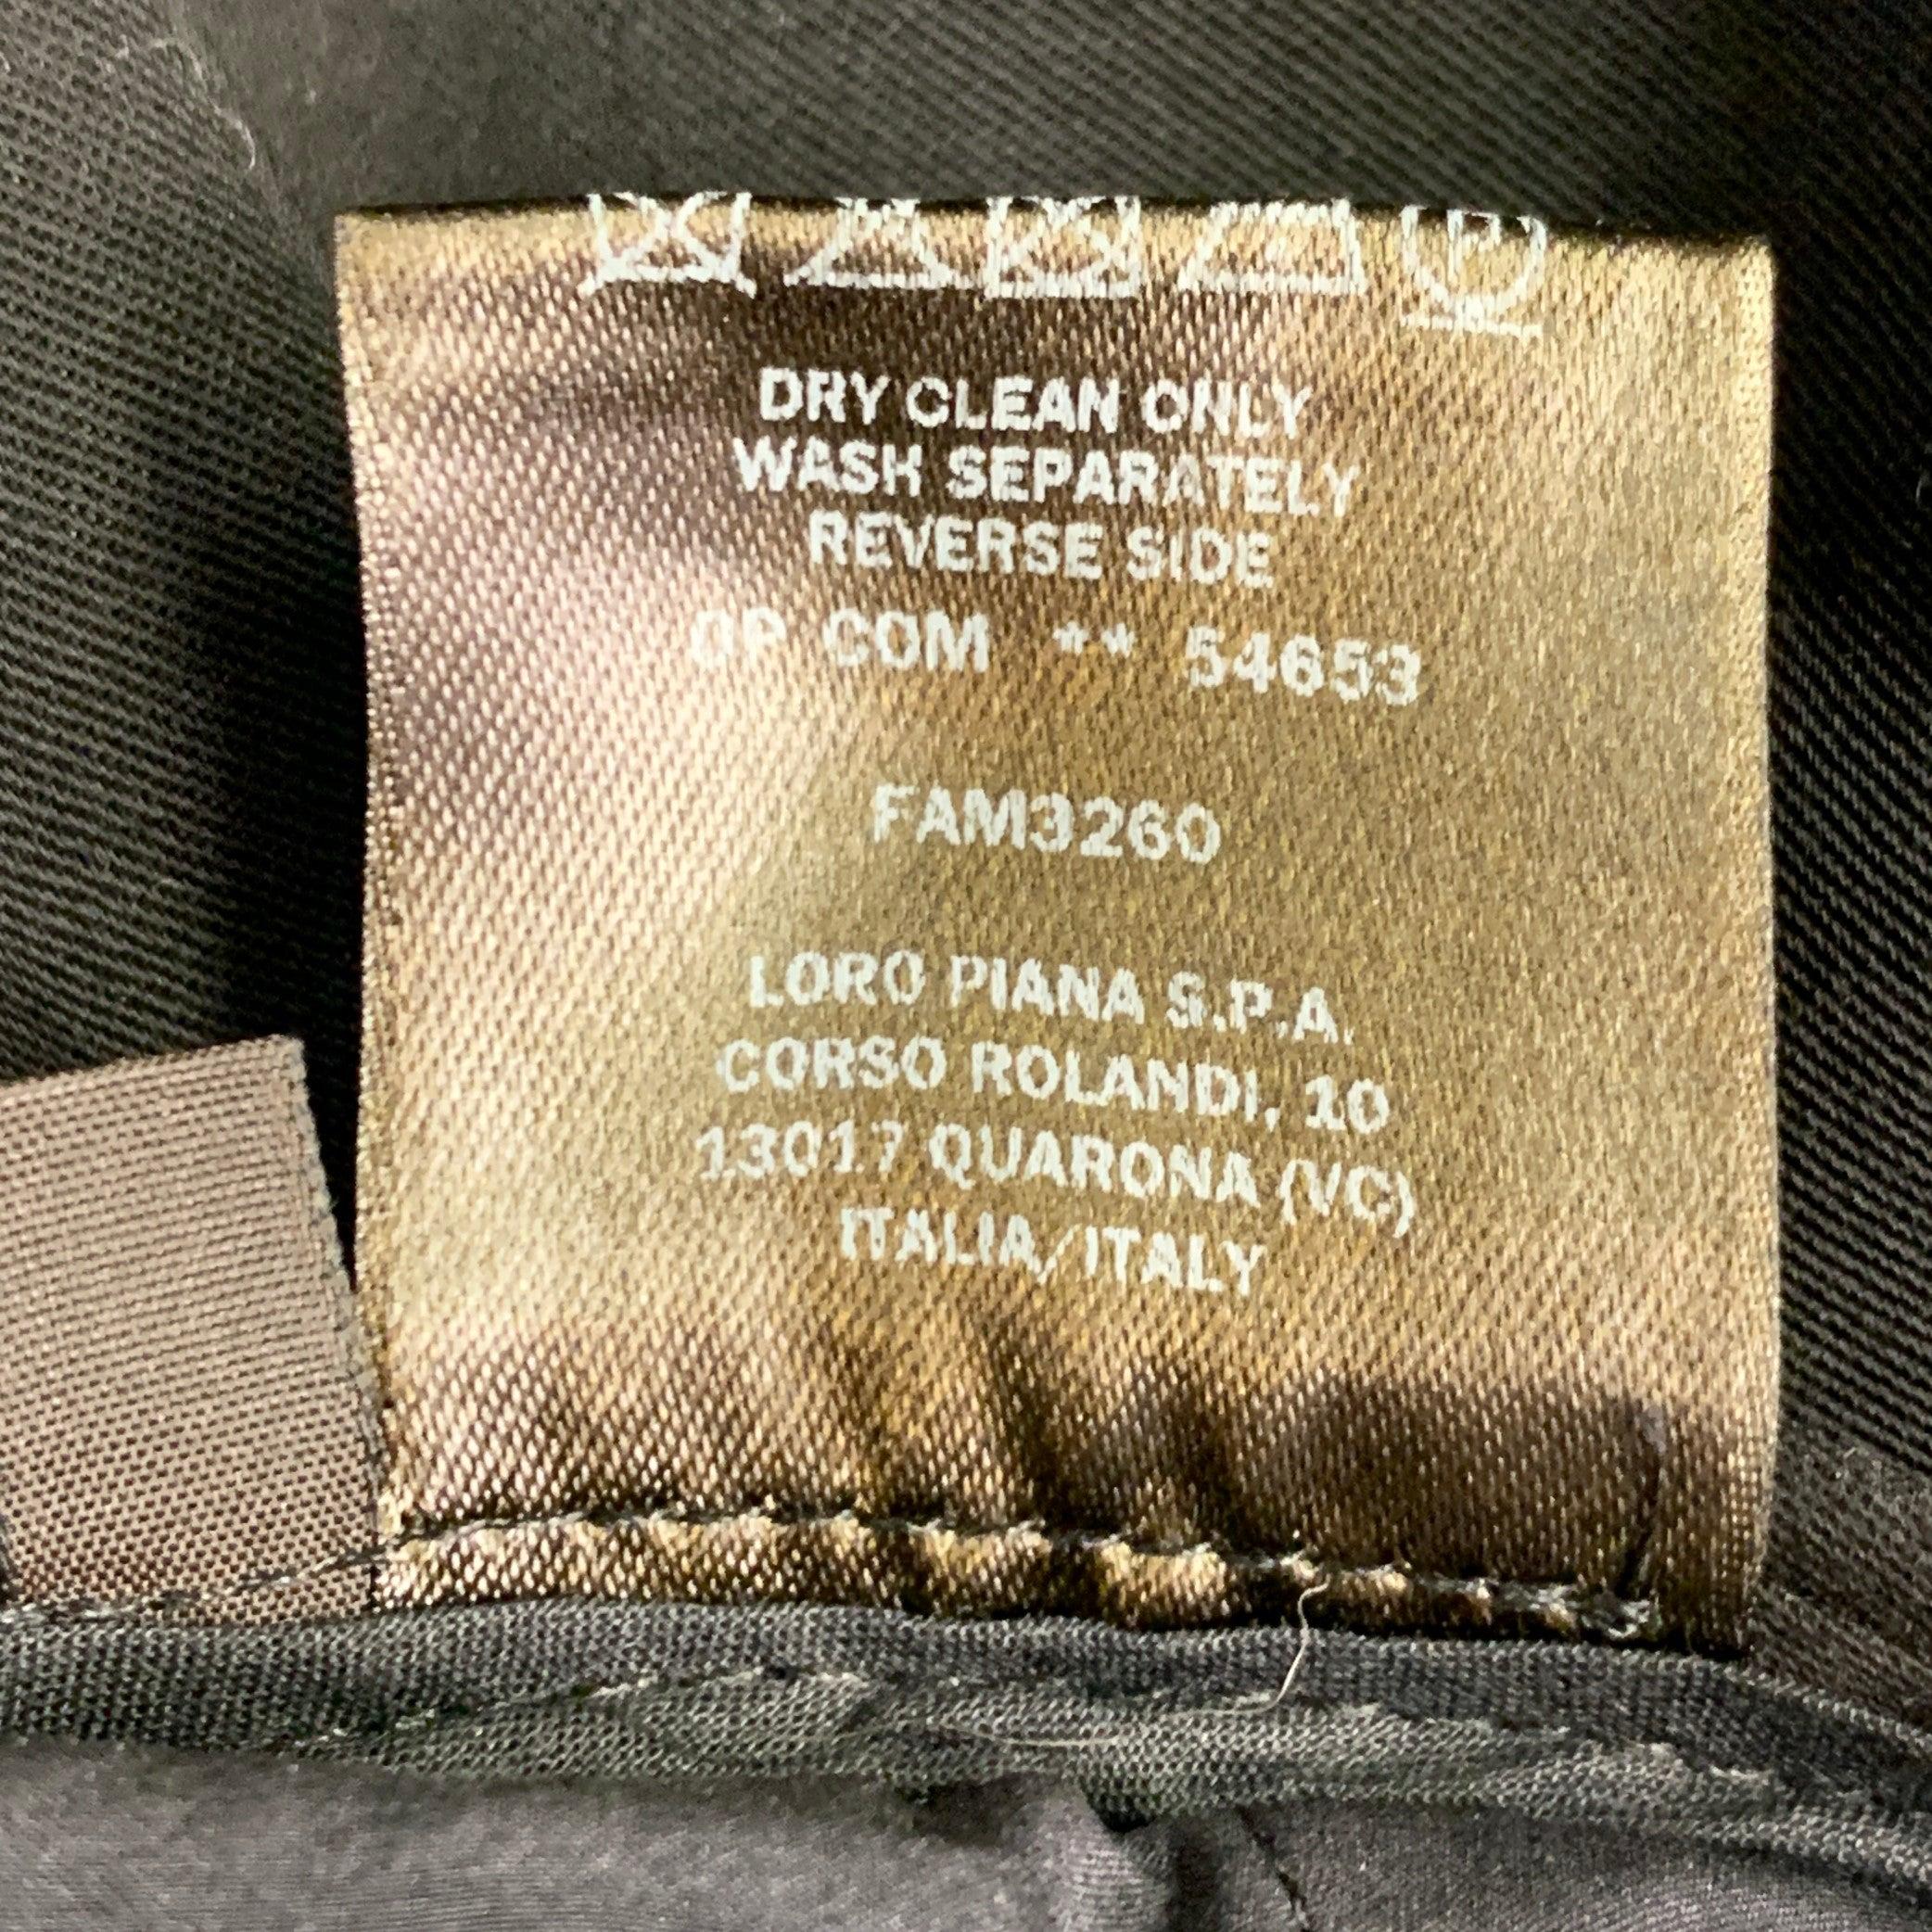 DRY CLEAN ONLY
WASH SEPARATELY
REVERSE SIDE
OP COM ** 54653
FAM3260
LORO PIANA S.P.A.
CORSO ROLANDI, 10
13017 QUARONA (VC)
ITALIA/ITALY